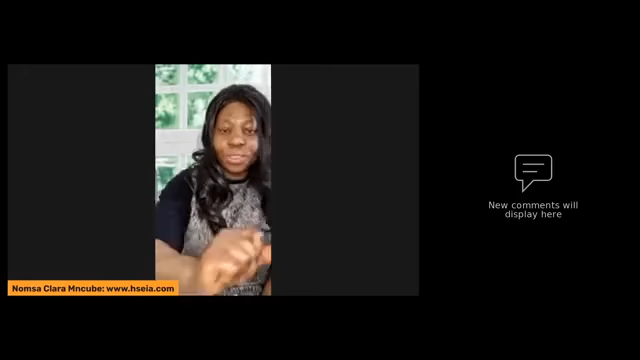 New comments will
display here
Nomsa Clara Mncube: www.hseia.com